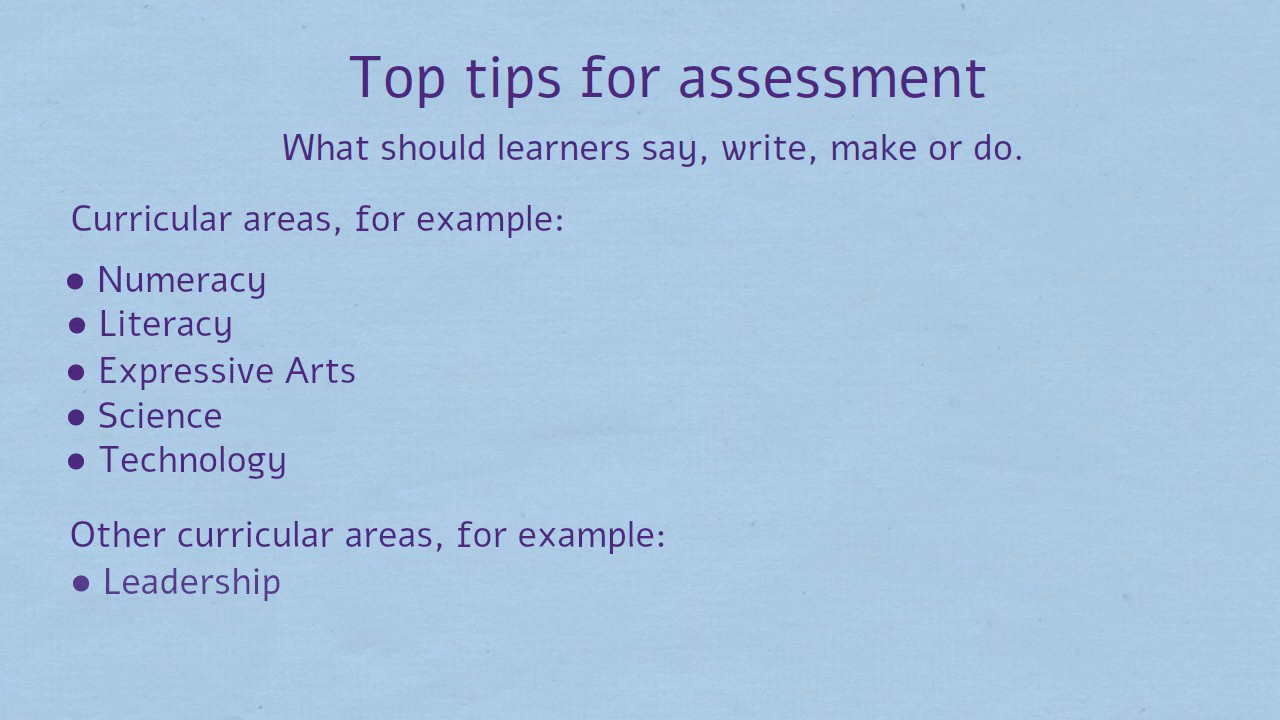 Top tips for assessment
What should learners say, write, make or do.
Curricular areas, for example:
● Numeracy
● Literacy
● Expressive Arts
● Science
● Technology
Other curricular areas, for example:
● Leadership